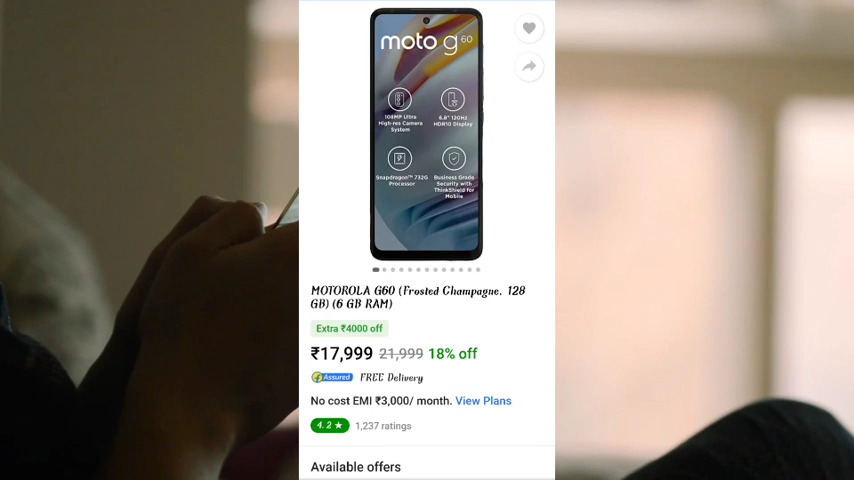 moto g60
108MP Ultra
High-res Camera
System
6.8" 120Hz
HDR10 Display
Snapdragon™ 732G
Processor
Business Grade
Security with
ThinkShield for
Mobile
MOTOROLA G60 (Frosted Champagne, 128
GB) (6 GB RAM)
Extra ₹4000 off
₹17,999 21,999 18% off
Assured FREE Delivery
No cost EMI ₹3,000/ month. View Plans
4.2 ★ 1,237 ratings
Available offers